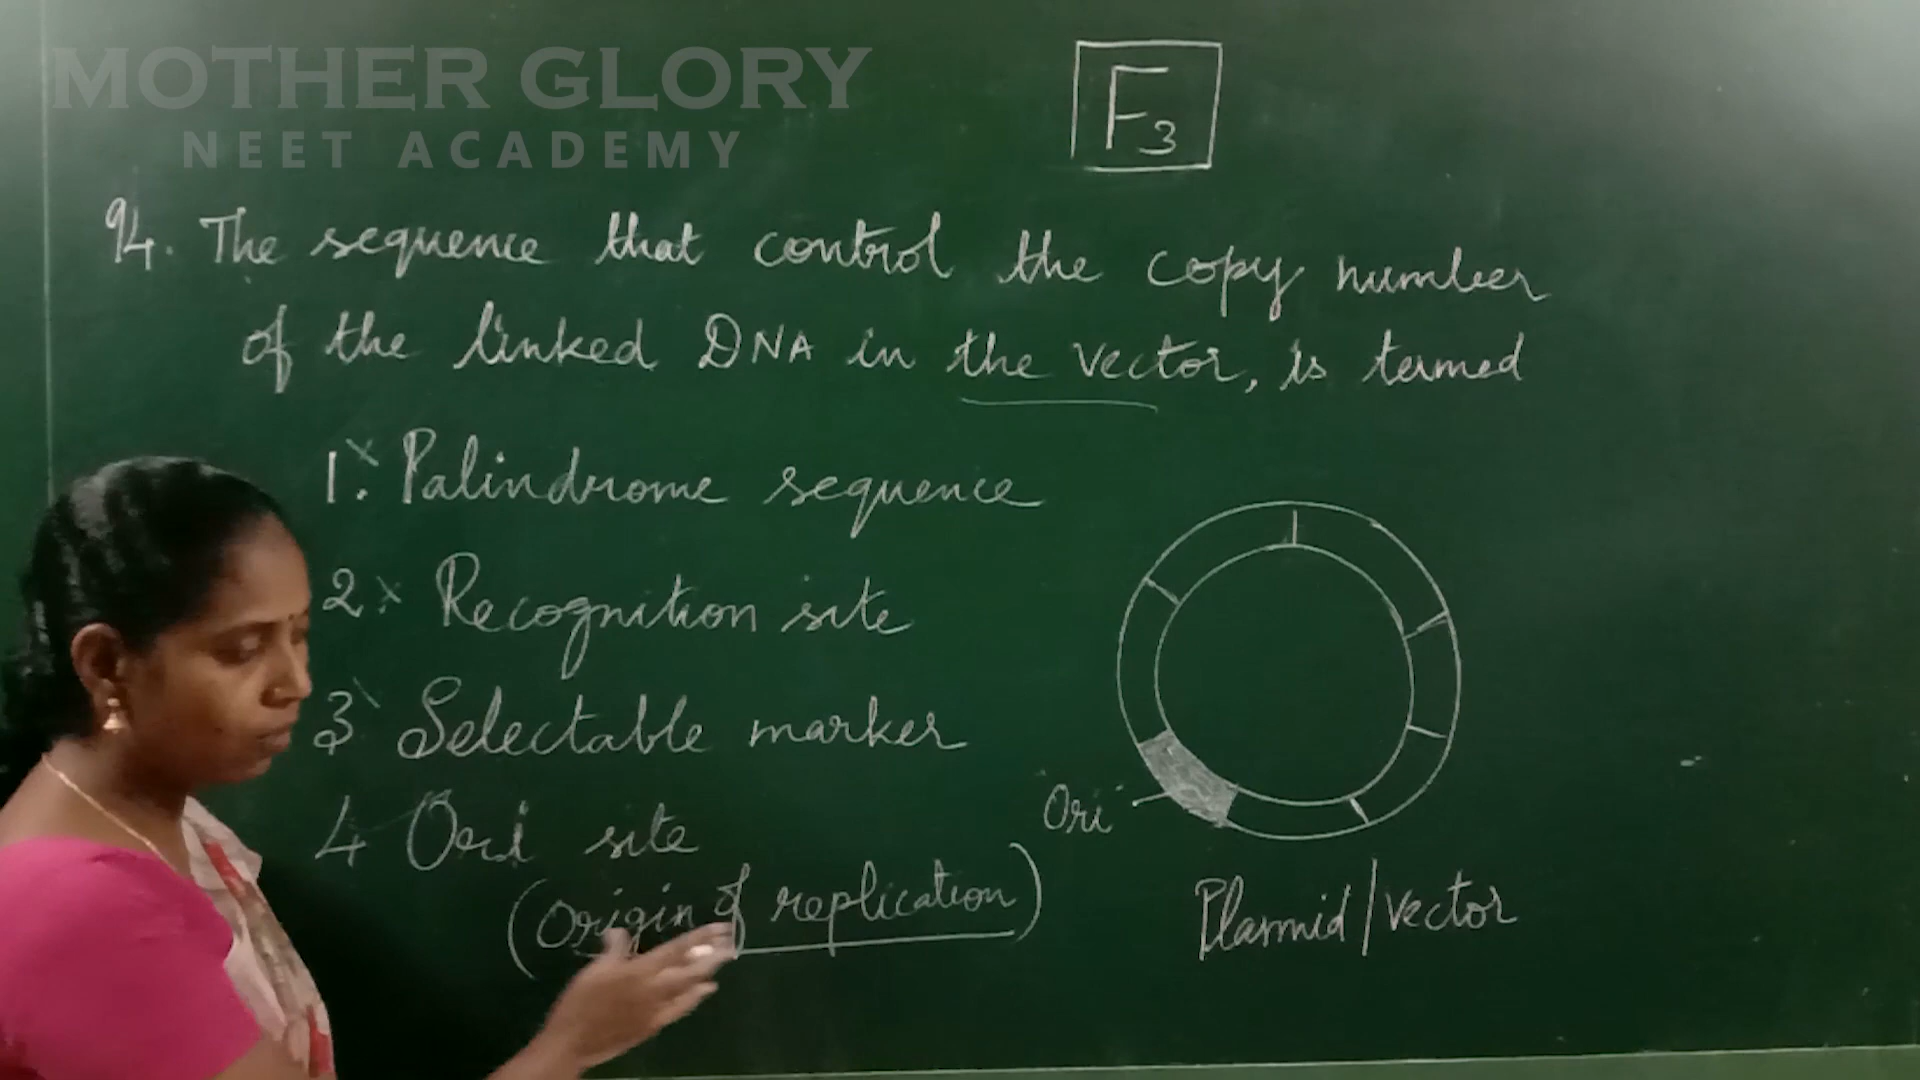 MOTHER GLORY
NEET ACADEMY
F3
94. The sequence that control the copy number
of the linked DNA in the vector, is termed
1. Palindrome sequence
2. Recognition site
3 Selectable marker
4 Ori site
(Origin of replication)
Ori
Plasmid/vector